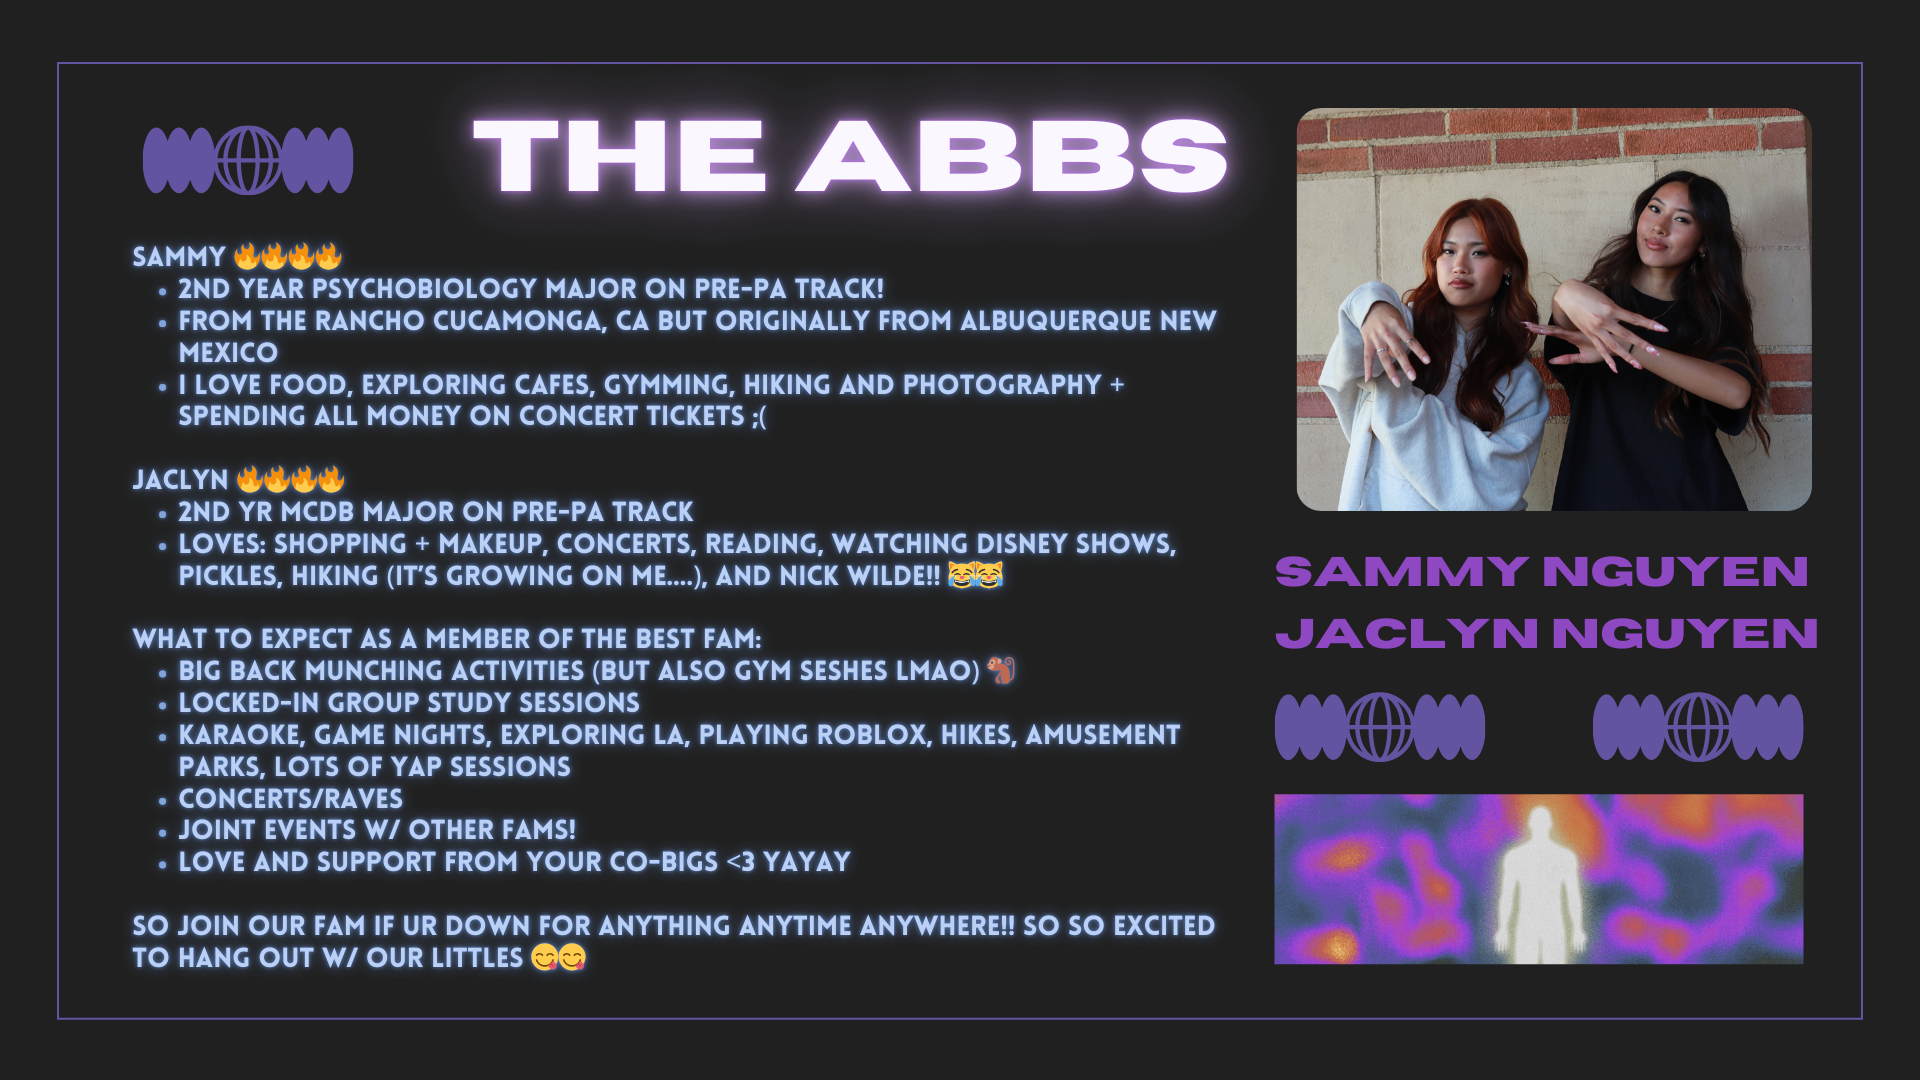 THE ABBS
SAMMY 🔥🔥🔥🔥
• 2ND YEAR PSYCHOBIOLOGY MAJOR ON PRE-PA TRACK!
• FROM THE RANCHO CUCAMONGA, CA BUT ORIGINALLY FROM ALBUQUERQUE NEW
MEXICO
• I LOVE FOOD, EXPLORING CAFES, GYMMING, HIKING AND PHOTOGRAPHY +
SPENDING ALL MONEY ON CONCERT TICKETS ;(
JACLYN 🔥🔥🔥🔥
• 2ND YR MCDB MAJOR ON PRE-PA TRACK
• LOVES: SHOPPING + MAKEUP, CONCERTS, READING, WATCHING DISNEY SHOWS,
PICKLES, HIKING (IT'S GROWING ON ME....), AND NICK WILDE!! 😹😹
WHAT TO EXPECT AS A MEMBER OF THE BEST FAM:
• BIG BACK MUNCHING ACTIVITIES (BUT ALSO GYM SESHES LMAO) 🐒
• LOCKED-IN GROUP STUDY SESSIONS
• KARAOKE, GAME NIGHTS, EXPLORING LA, PLAYING ROBLOX, HIKES, AMUSEMENT
PARKS, LOTS OF YAP SESSIONS
• CONCERTS/RAVES
• JOINT EVENTS W/ OTHER FAMS!
• LOVE AND SUPPORT FROM YOUR CO-BIGS <3 YAYAY
SO JOIN OUR FAM IF UR DOWN FOR ANYTHING ANYTIME ANYWHERE!! SO SO EXCITED
TO HANG OUT W/ OUR LITTLES 😋😋
SAMMY NGUYEN
JACLYN NGUYEN